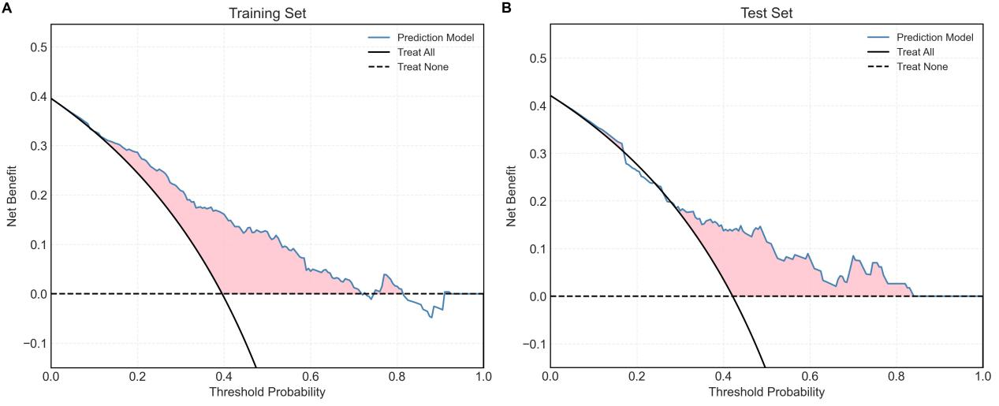 A
Training Set
Prediction Model
Treat All
Treat None
Net Benefit
0.5
0.4
0.3
0.2
0.1
0.0
−0.1
0.0 0.2 0.4 0.6 0.8 1.0
Threshold Probability
B
Test Set
Prediction Model
Treat All
Treat None
Net Benefit
0.5
0.4
0.3
0.2
0.1
0.0
−0.1
0.0 0.2 0.4 0.6 0.8 1.0
Threshold Probability